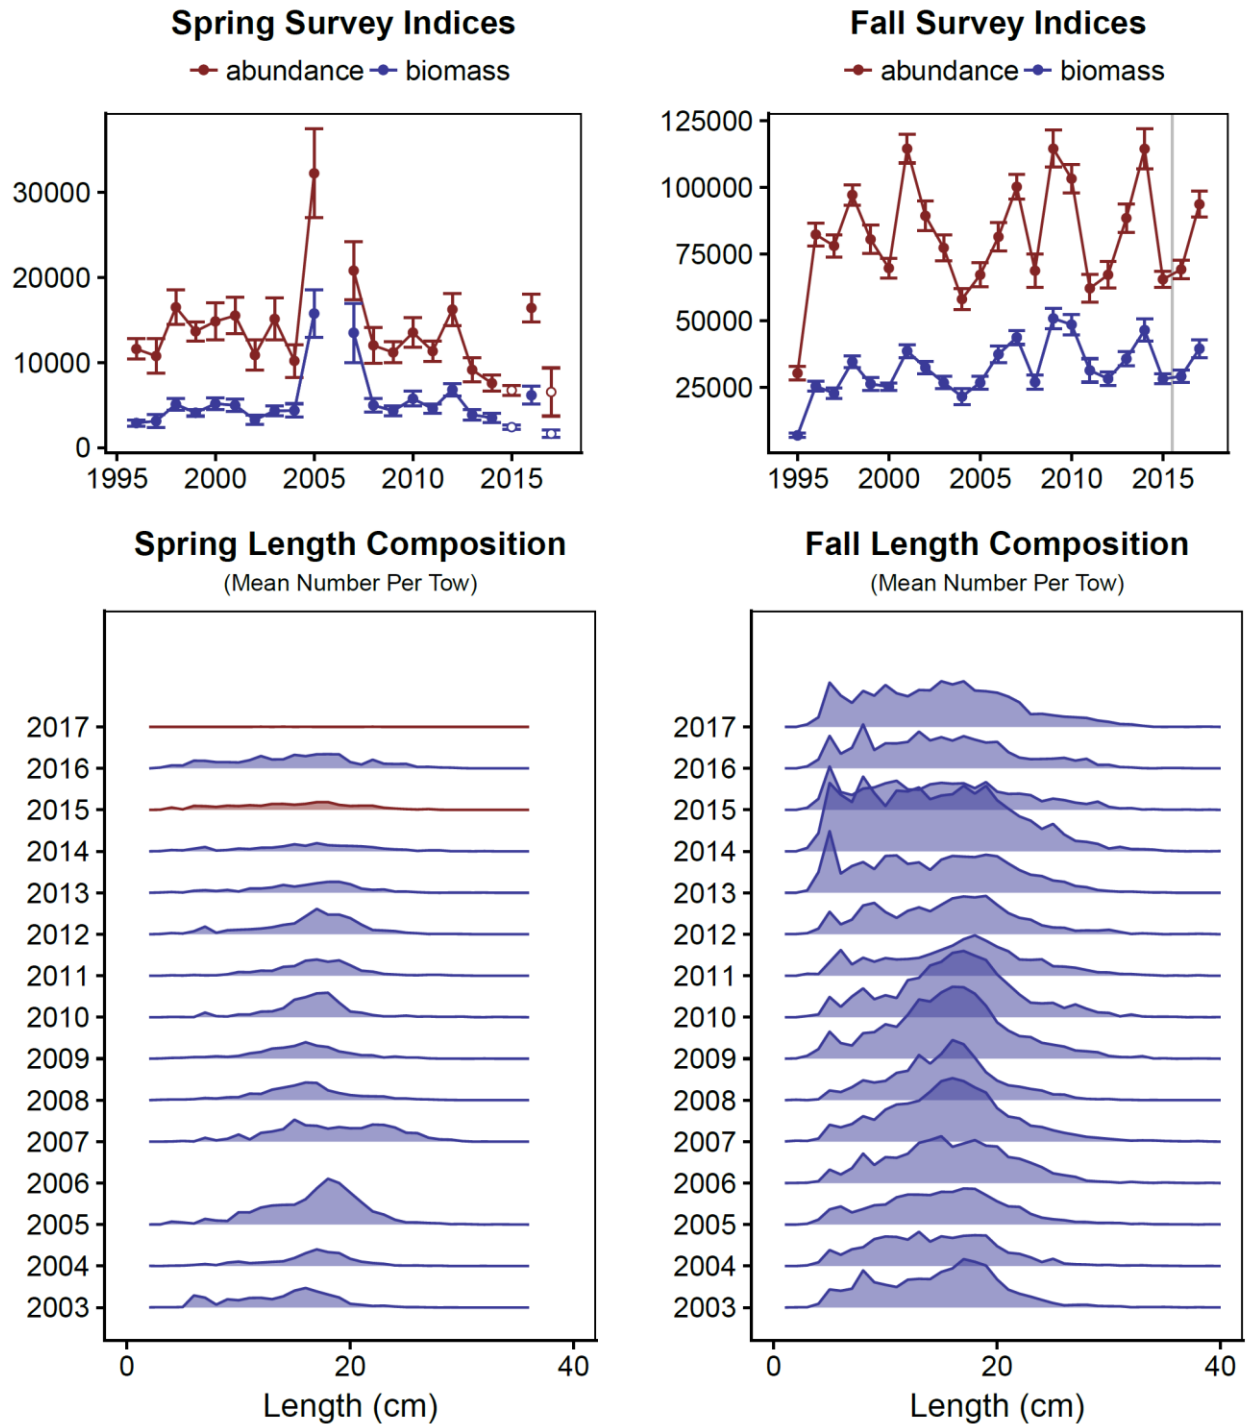 Spring Survey Indices
abundance biomass
30000
20000
10000
0
1995 2000 2005 2010 2015
Fall Survey Indices
abundance biomass
125000
100000
75000
50000
25000
1995 2000 2005 2010 2015
Spring Length Composition
(Mean Number Per Tow)
2017
2016
2015
2014
2013
2012
2011
2010
2009
2008
2007
2006
2005
2004
2003
0 20 40
Length (cm)
Fall Length Composition
(Mean Number Per Tow)
2017
2016
2015
2014
2013
2012
2011
2010
2009
2008
2007
2006
2005
2004
2003
0 20 40
Length (cm)